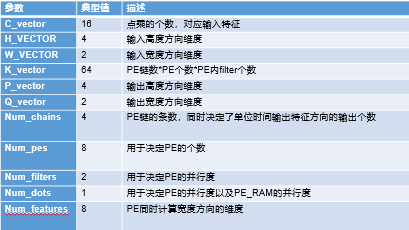 参数 典型值 描述
C_vector 16 点乘的个数，对应输入特征
H_VECTOR 4 输入高度方向维度
W_VECTOR 2 输入宽度方向维度
K_vector 64 PE链数*PE个数*PE内filter个数
P_vector 4 输出高度方向维度
Q_vector 2 输出宽度方向维度
Num_chains 4 PE链的条数，同时决定了单位时间输出特征方向的输出个数
Num_pes 8 用于决定PE的个数
Num_filters 2 用于决定PE的并行度
Num_dots 1 用于决定PE的并行度以及PE_RAM的并行度
Num_features 8 PE同时计算宽度方向的维度